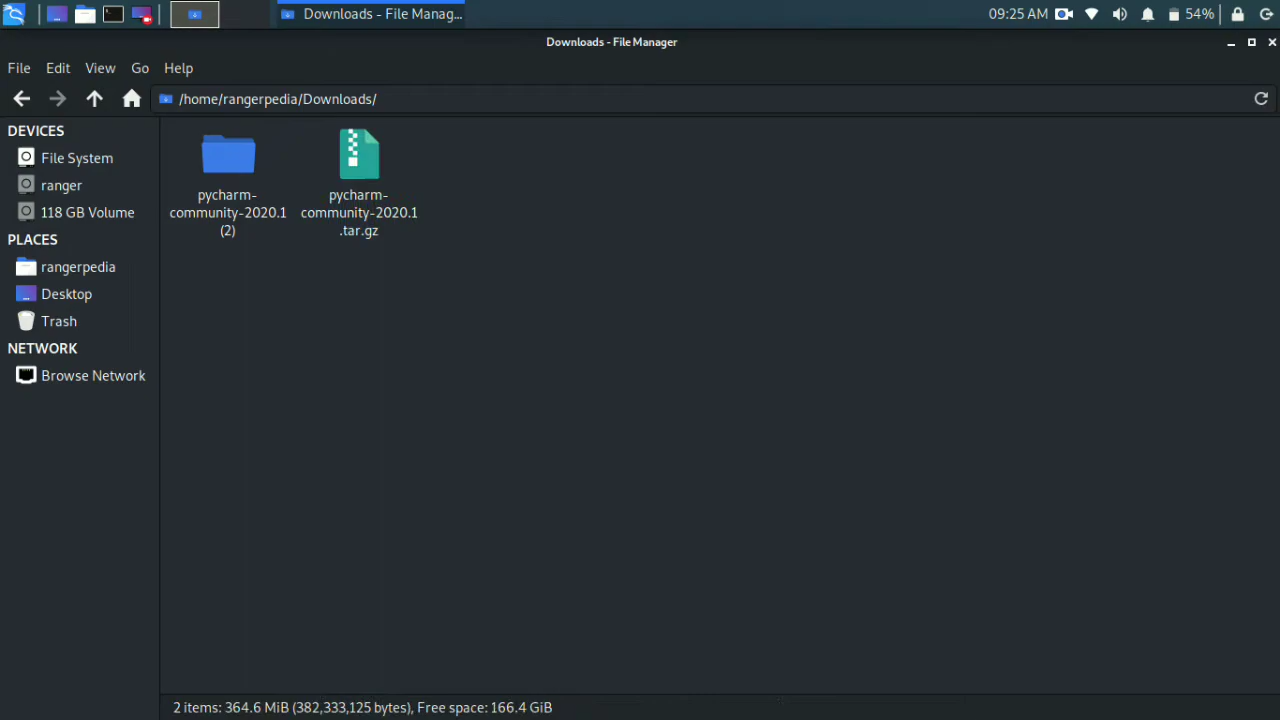 Downloads - File Manag...
09:25 AM
54%
Downloads - File Manager
File Edit View Go Help
/home/rangerpedia/Downloads/
DEVICES
File System
ranger
118 GB Volume
PLACES
rangerpedia
Desktop
Trash
NETWORK
Browse Network
pycharm-
community-2020.1
(2)
pycharm-
community-2020.1
.tar.gz
2 items: 364.6 MiB (382,333,125 bytes), Free space: 166.4 GiB